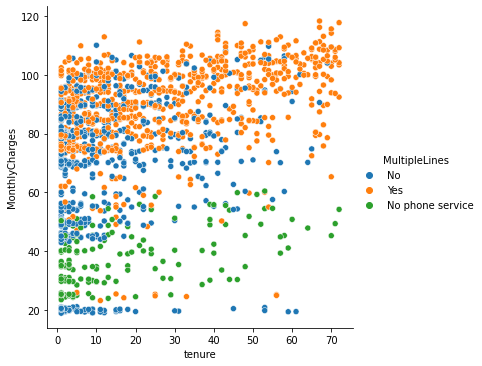 120
100
80
60
40
20
MonthlyCharges
0 10 20 30 40 50 60 70
tenure
MultipleLines
No
Yes
No phone service